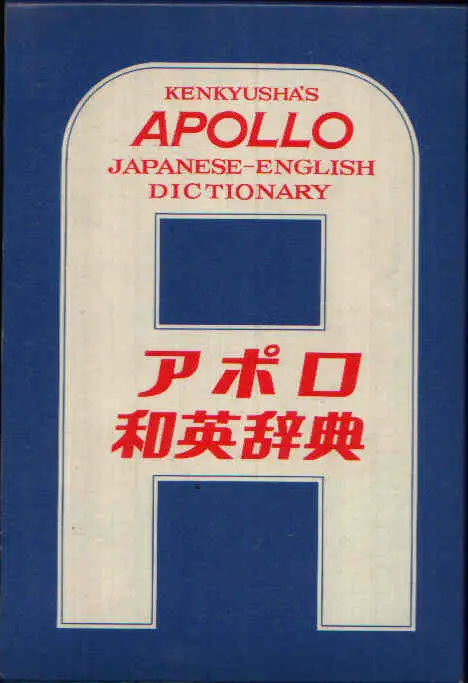 KENKYUSHA'S
APOLLO
JAPANESE-ENGLISH
DICTIONARY
アポロ
和英辞典